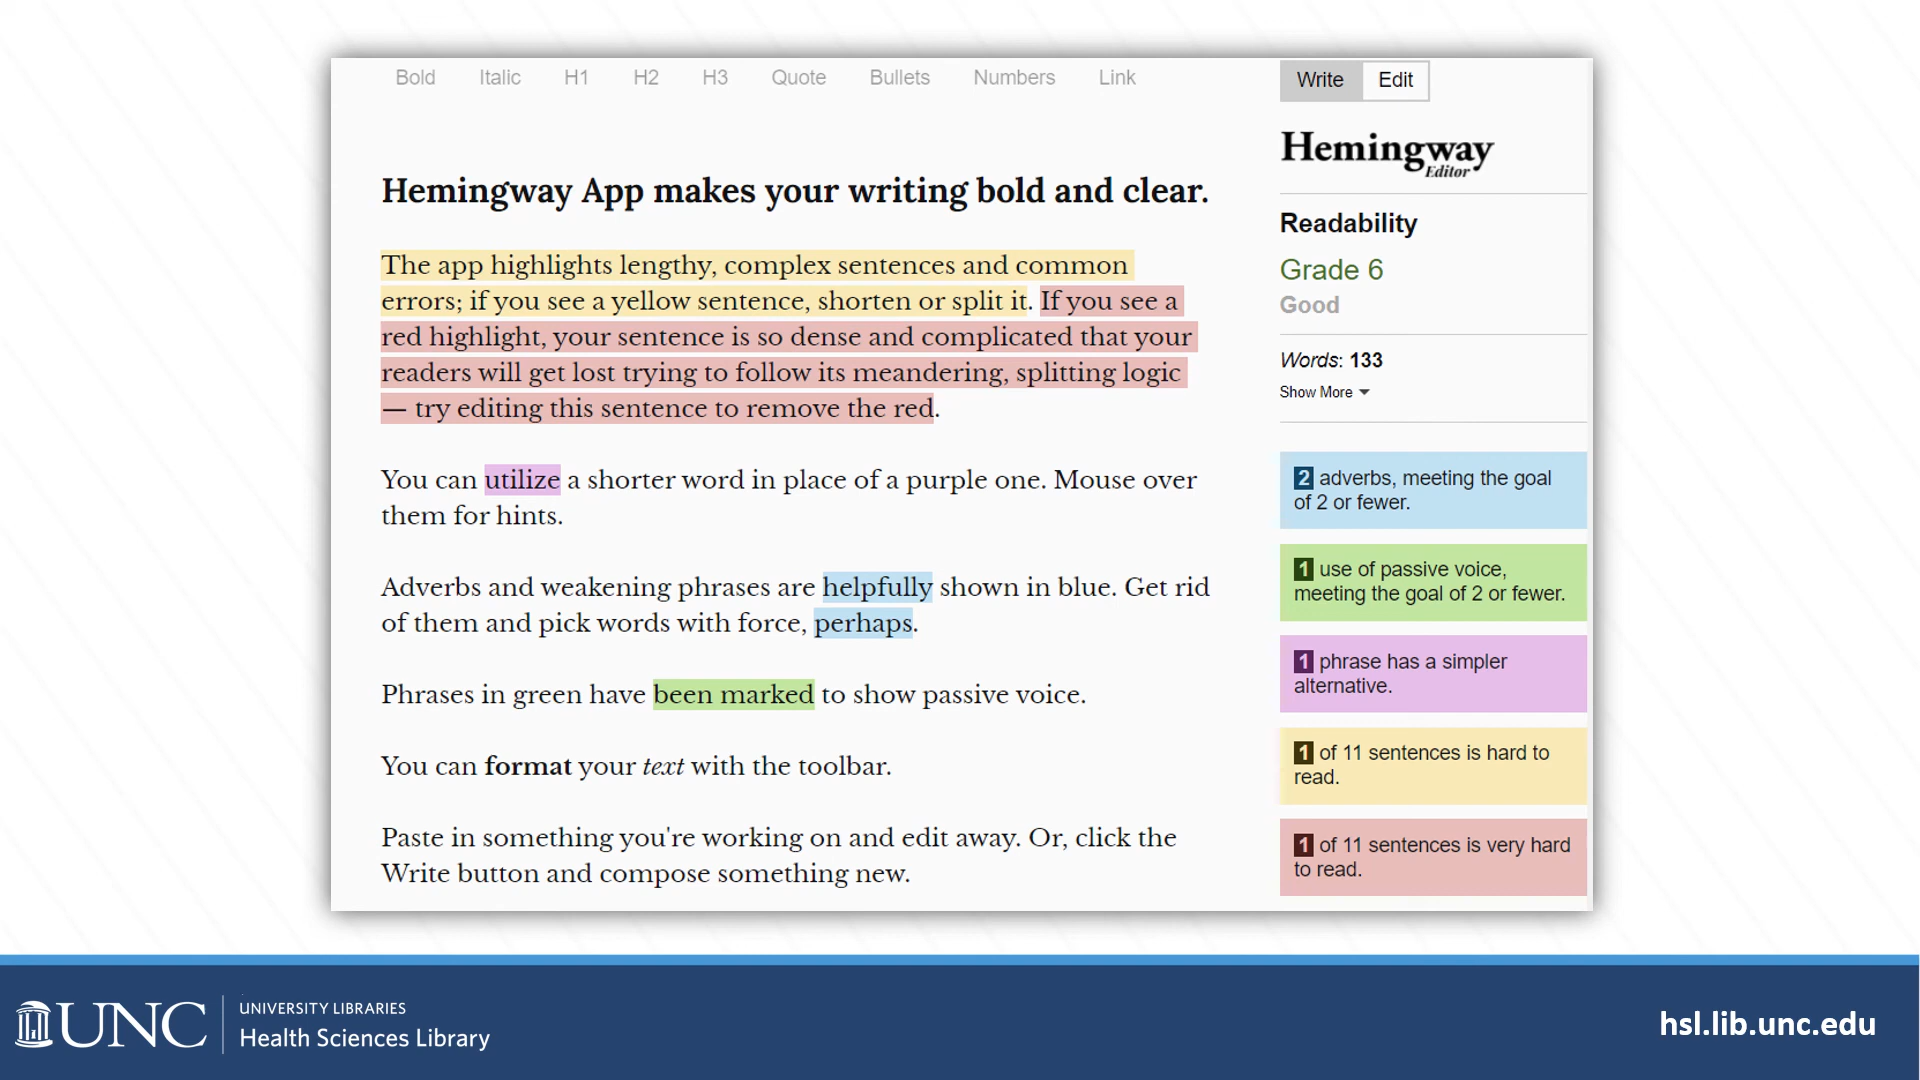 Bold Italic H1 H2 H3 Quote Bullets Numbers Link
Hemingway App makes your writing bold and clear.
The app highlights lengthy, complex sentences and common
errors; if you see a yellow sentence, shorten or split it. If you see a
red highlight, your sentence is so dense and complicated that your
readers will get lost trying to follow its meandering, splitting logic
— try editing this sentence to remove the red.
You can utilize a shorter word in place of a purple one. Mouse over
them for hints.
Adverbs and weakening phrases are helpfully shown in blue. Get rid
of them and pick words with force, perhaps.
Phrases in green have been marked to show passive voice.
You can format your text with the toolbar.
Paste in something you're working on and edit away. Or, click the
Write button and compose something new.
Write Edit
Hemingway
Editor
Readability
Grade 6
Good
Words: 133
Show More
2 adverbs, meeting the goal
of 2 or fewer.
1 use of passive voice,
meeting the goal of 2 or fewer.
1 phrase has a simpler
alternative.
1 of 11 sentences is hard to
read.
1 of 11 sentences is very hard
to read.
UNC
UNIVERSITY LIBRARIES
Health Sciences Library
hsl.lib.unc.edu